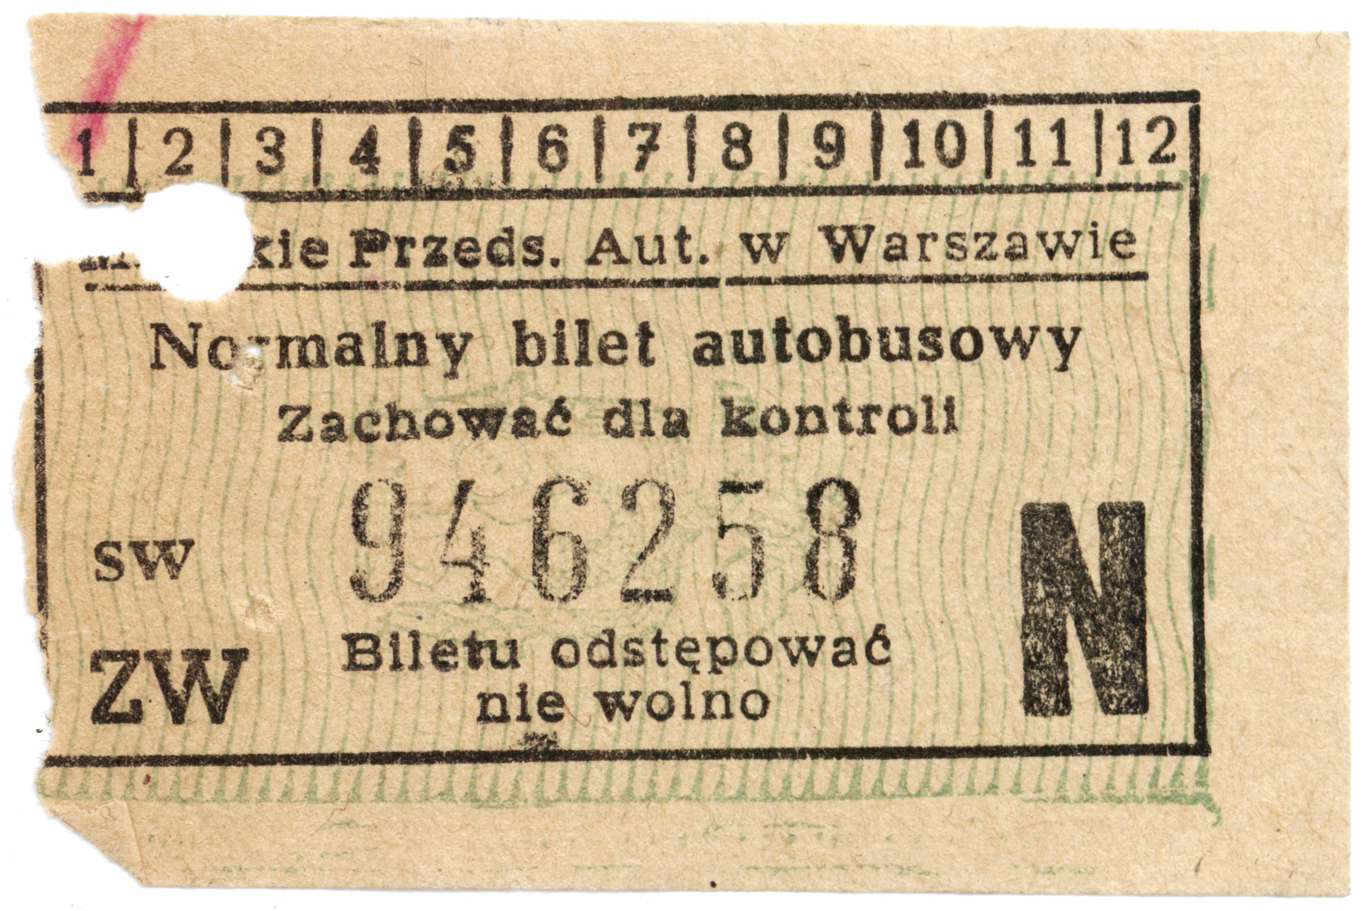 1 | 2 | 3 | 4 | 5 | 6 | 7 | 8 | 9 | 10 | 11 | 12
Przeds. Aut. w Warszawie
Normalny bilet autobusowy
Zachować dla kontroli
946258
SW
N
ZW
Biletu odstępować
nie wolno